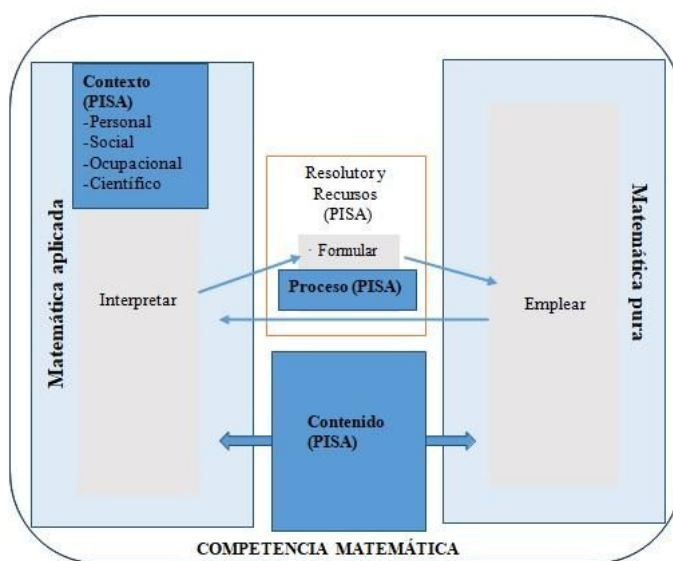 Contexto
(PISA)
-Personal
-Social
-Ocupacional
-Científico
Matemática aplicada
Interpretar
Resolutor y
Recursos
(PISA)
· Formular
Proceso (PISA)
Contenido
(PISA)
Emplear
Matemática pura
COMPETENCIA MATEMÁTICA